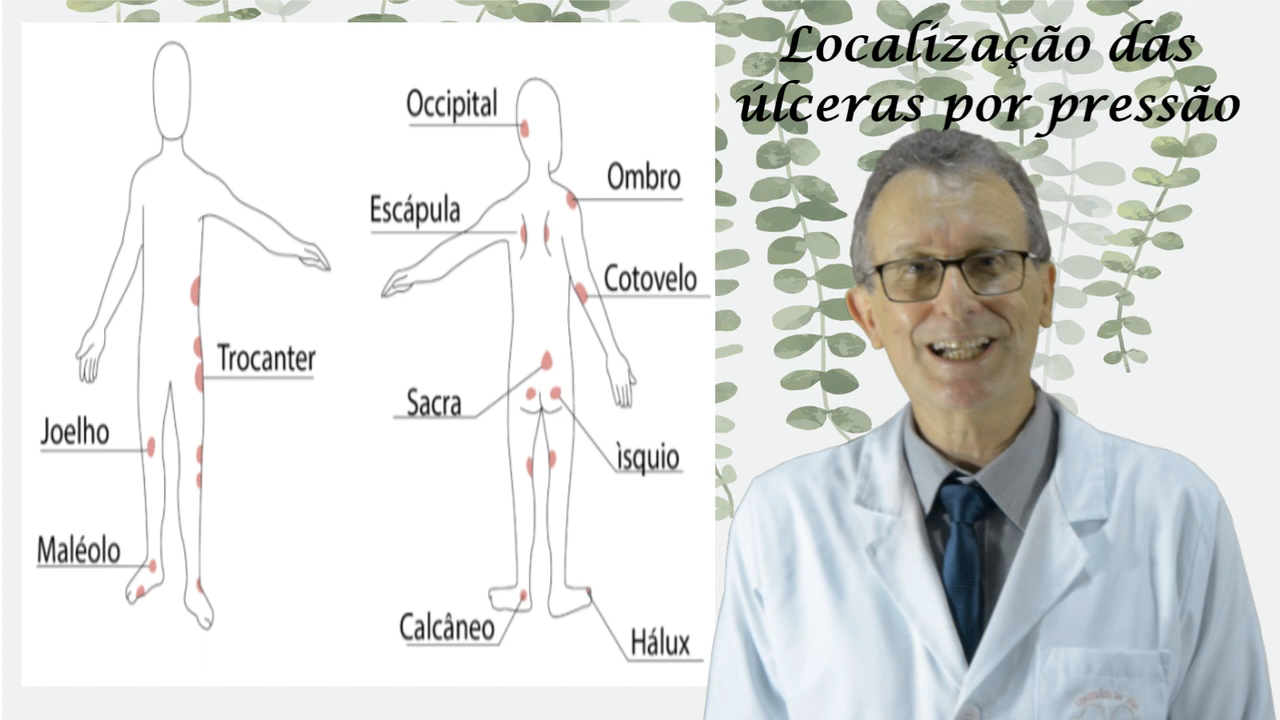 Localização das
úlceras por pressão
Occipital
Ombro
Escápula
Cotovelo
Trocanter
Sacra
Joelho
ìsquio
Maléolo
Calcâneo
Hálux